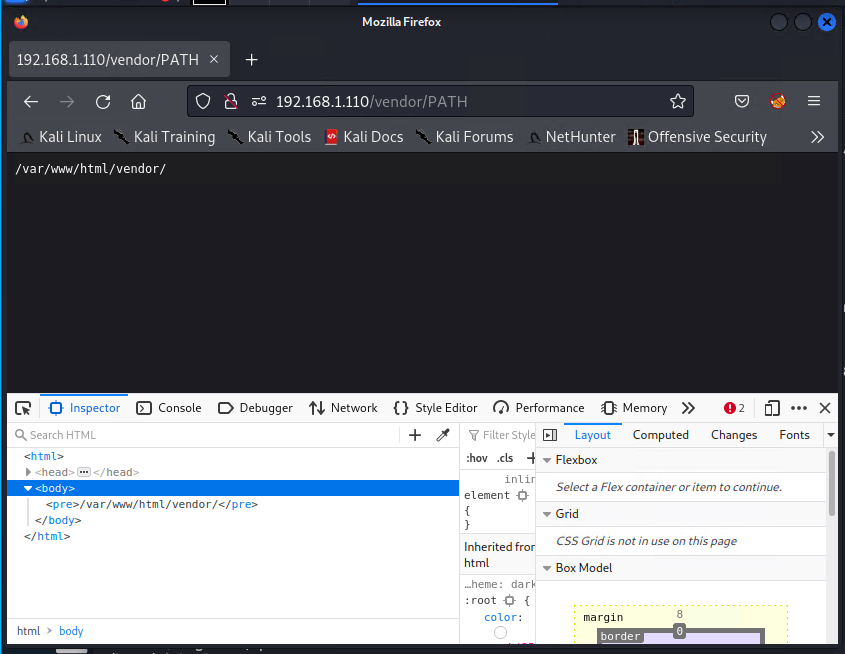 Mozilla Firefox
192.168.1.110/vendor/PATH
192.168.1.110/vendor/PATH
Kali Linux Kali Training Kali Tools Kali Docs Kali Forums NetHunter Offensive Security
/var/www/html/vendor/
Inspector Console Debugger Network Style Editor Performance Memory 2
Search HTML
<html>
<head> </head>
<body>
<pre>/var/www/html/vendor/</pre>
</body>
</html>
html > body
Filter Style
:hov .cls +
inlin
element {
}
Inherited from
html
…heme: dark
:root {
color:
Layout Computed Changes Fonts
Flexbox
Select a Flex container or item to continue.
Grid
CSS Grid is not in use on this page
Box Model
margin 8
border 0